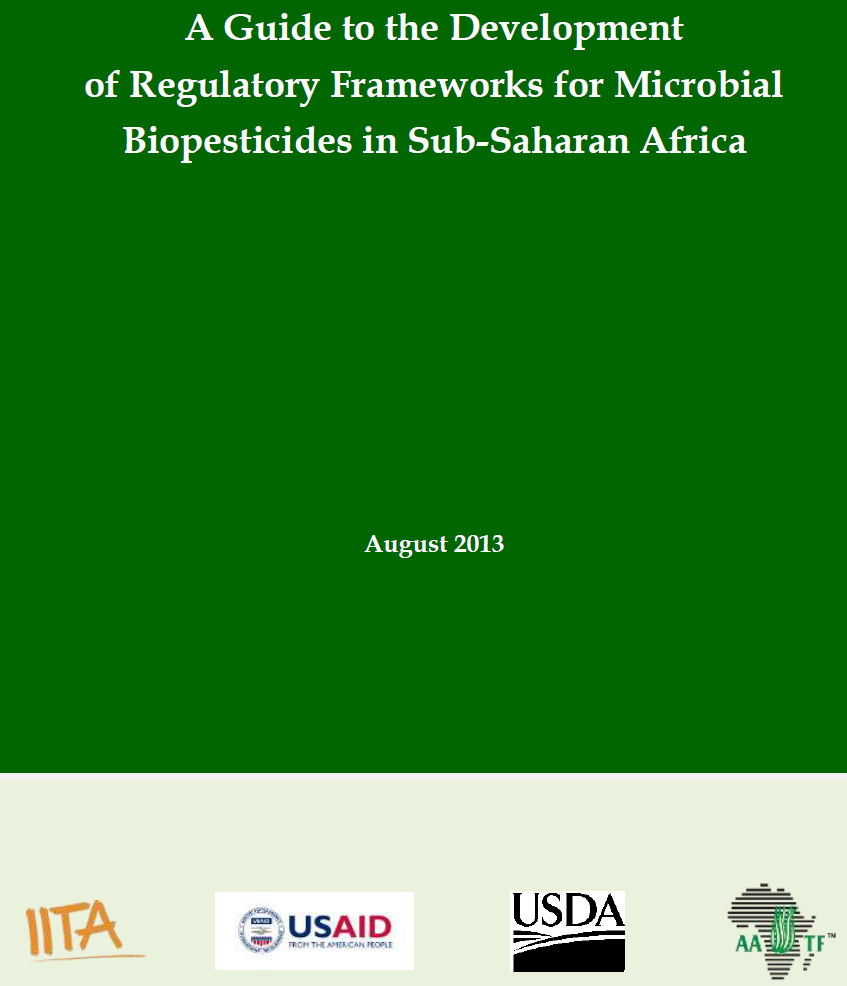 A Guide to the Development
of Regulatory Frameworks for Microbial
Biopesticides in Sub-Saharan Africa
August 2013
IITA
USAID
FROM THE AMERICAN PEOPLE
USDA
AATF™